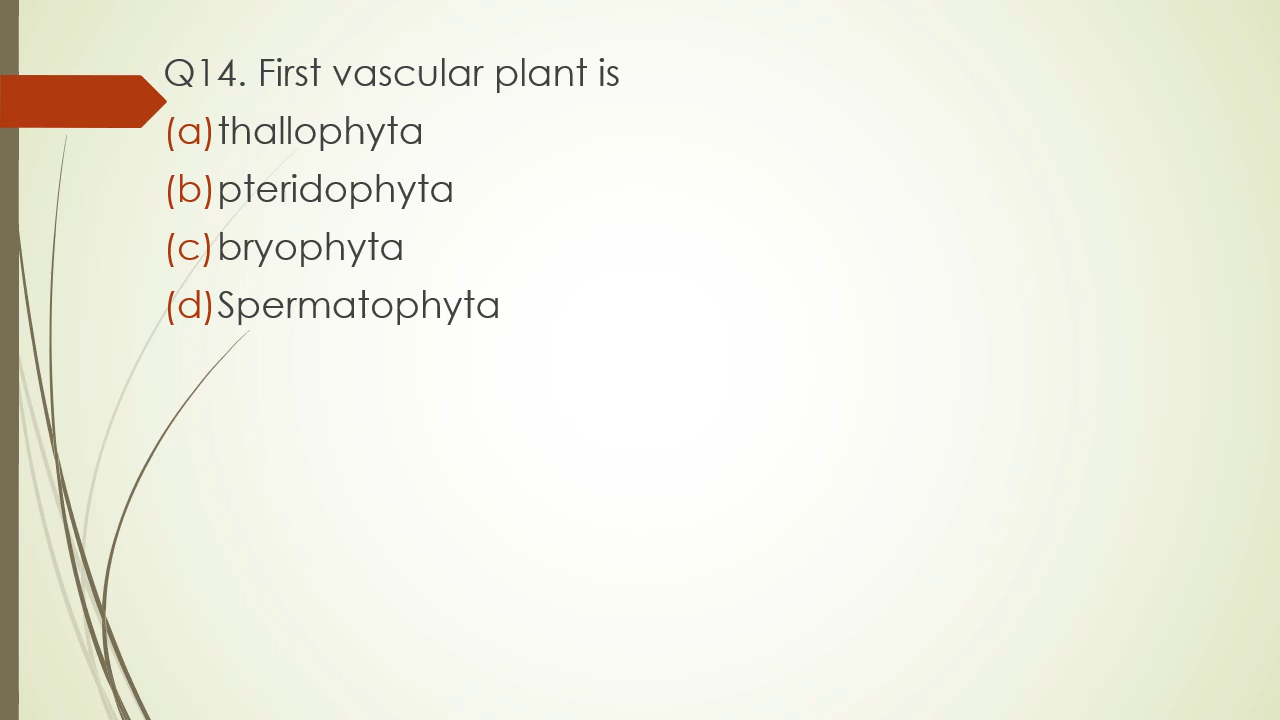 Q14. First vascular plant is
(a) thallophyta
(b) pteridophyta
(c) bryophyta
(d) Spermatophyta